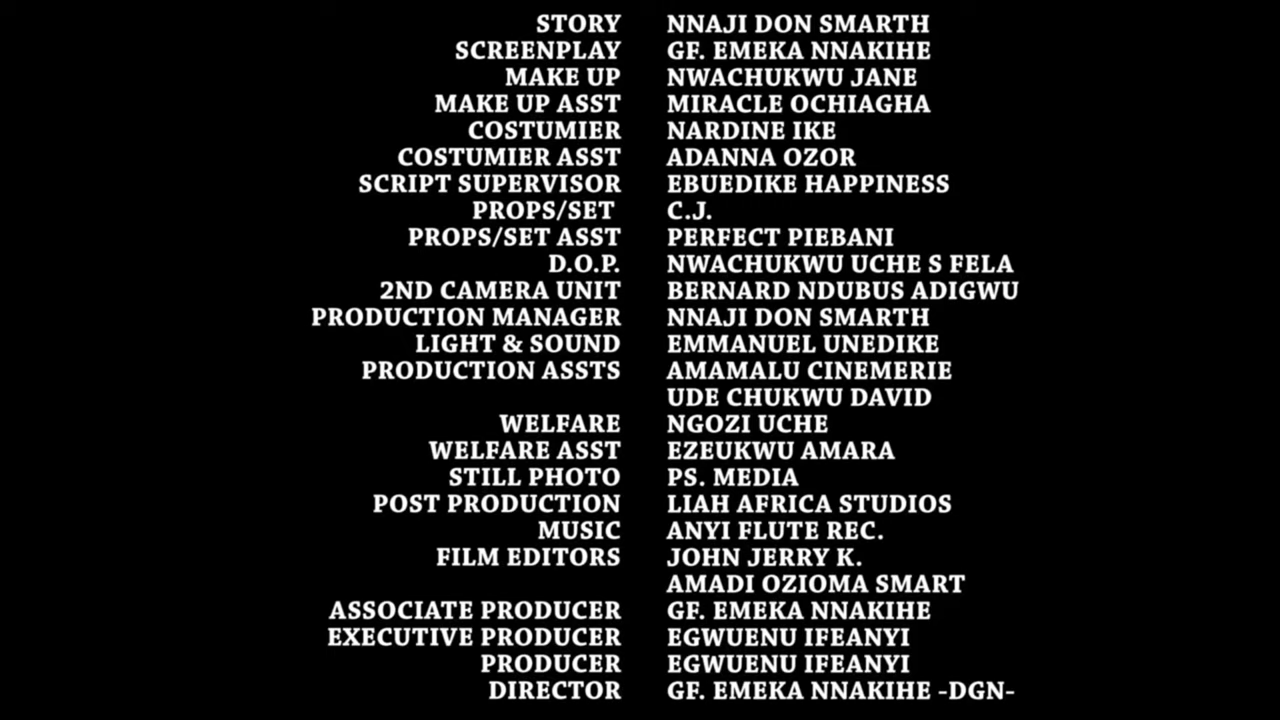 STORY NNAJI DON SMARTH
SCREENPLAY GF. EMEKA NNAKIHE
MAKE UP NWACHUKWU JANE
MAKE UP ASST MIRACLE OCHIAGHA
COSTUMIER NARDINE IKE
COSTUMIER ASST ADANNA OZOR
SCRIPT SUPERVISOR EBUEDIKE HAPPINESS
PROPS/SET C.J.
PROPS/SET ASST PERFECT PIEBANI
D.O.P. NWACHUKWU UCHE S FELA
2ND CAMERA UNIT BERNARD NDUBUS ADIGWU
PRODUCTION MANAGER NNAJI DON SMARTH
LIGHT & SOUND EMMANUEL UNEDIKE
PRODUCTION ASSTS AMAMALU CINEMERIE
UDE CHUKWU DAVID
WELFARE NGOZI UCHE
WELFARE ASST EZEUKWU AMARA
STILL PHOTO PS. MEDIA
POST PRODUCTION LIAH AFRICA STUDIOS
MUSIC ANYI FLUTE REC.
FILM EDITORS JOHN JERRY K.
AMADI OZIOMA SMART
ASSOCIATE PRODUCER GF. EMEKA NNAKIHE
EXECUTIVE PRODUCER EGWUENU IFEANYI
PRODUCER EGWUENU IFEANYI
DIRECTOR GF. EMEKA NNAKIHE -DGN-